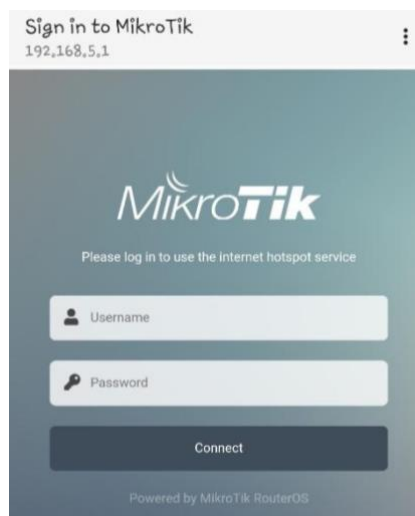 Sign in to MikroTik
192,168,5,1
MikroTik
Please log in to use the internet hotspot service
Username
Password
Connect
Powered by MikroTik RouterOS